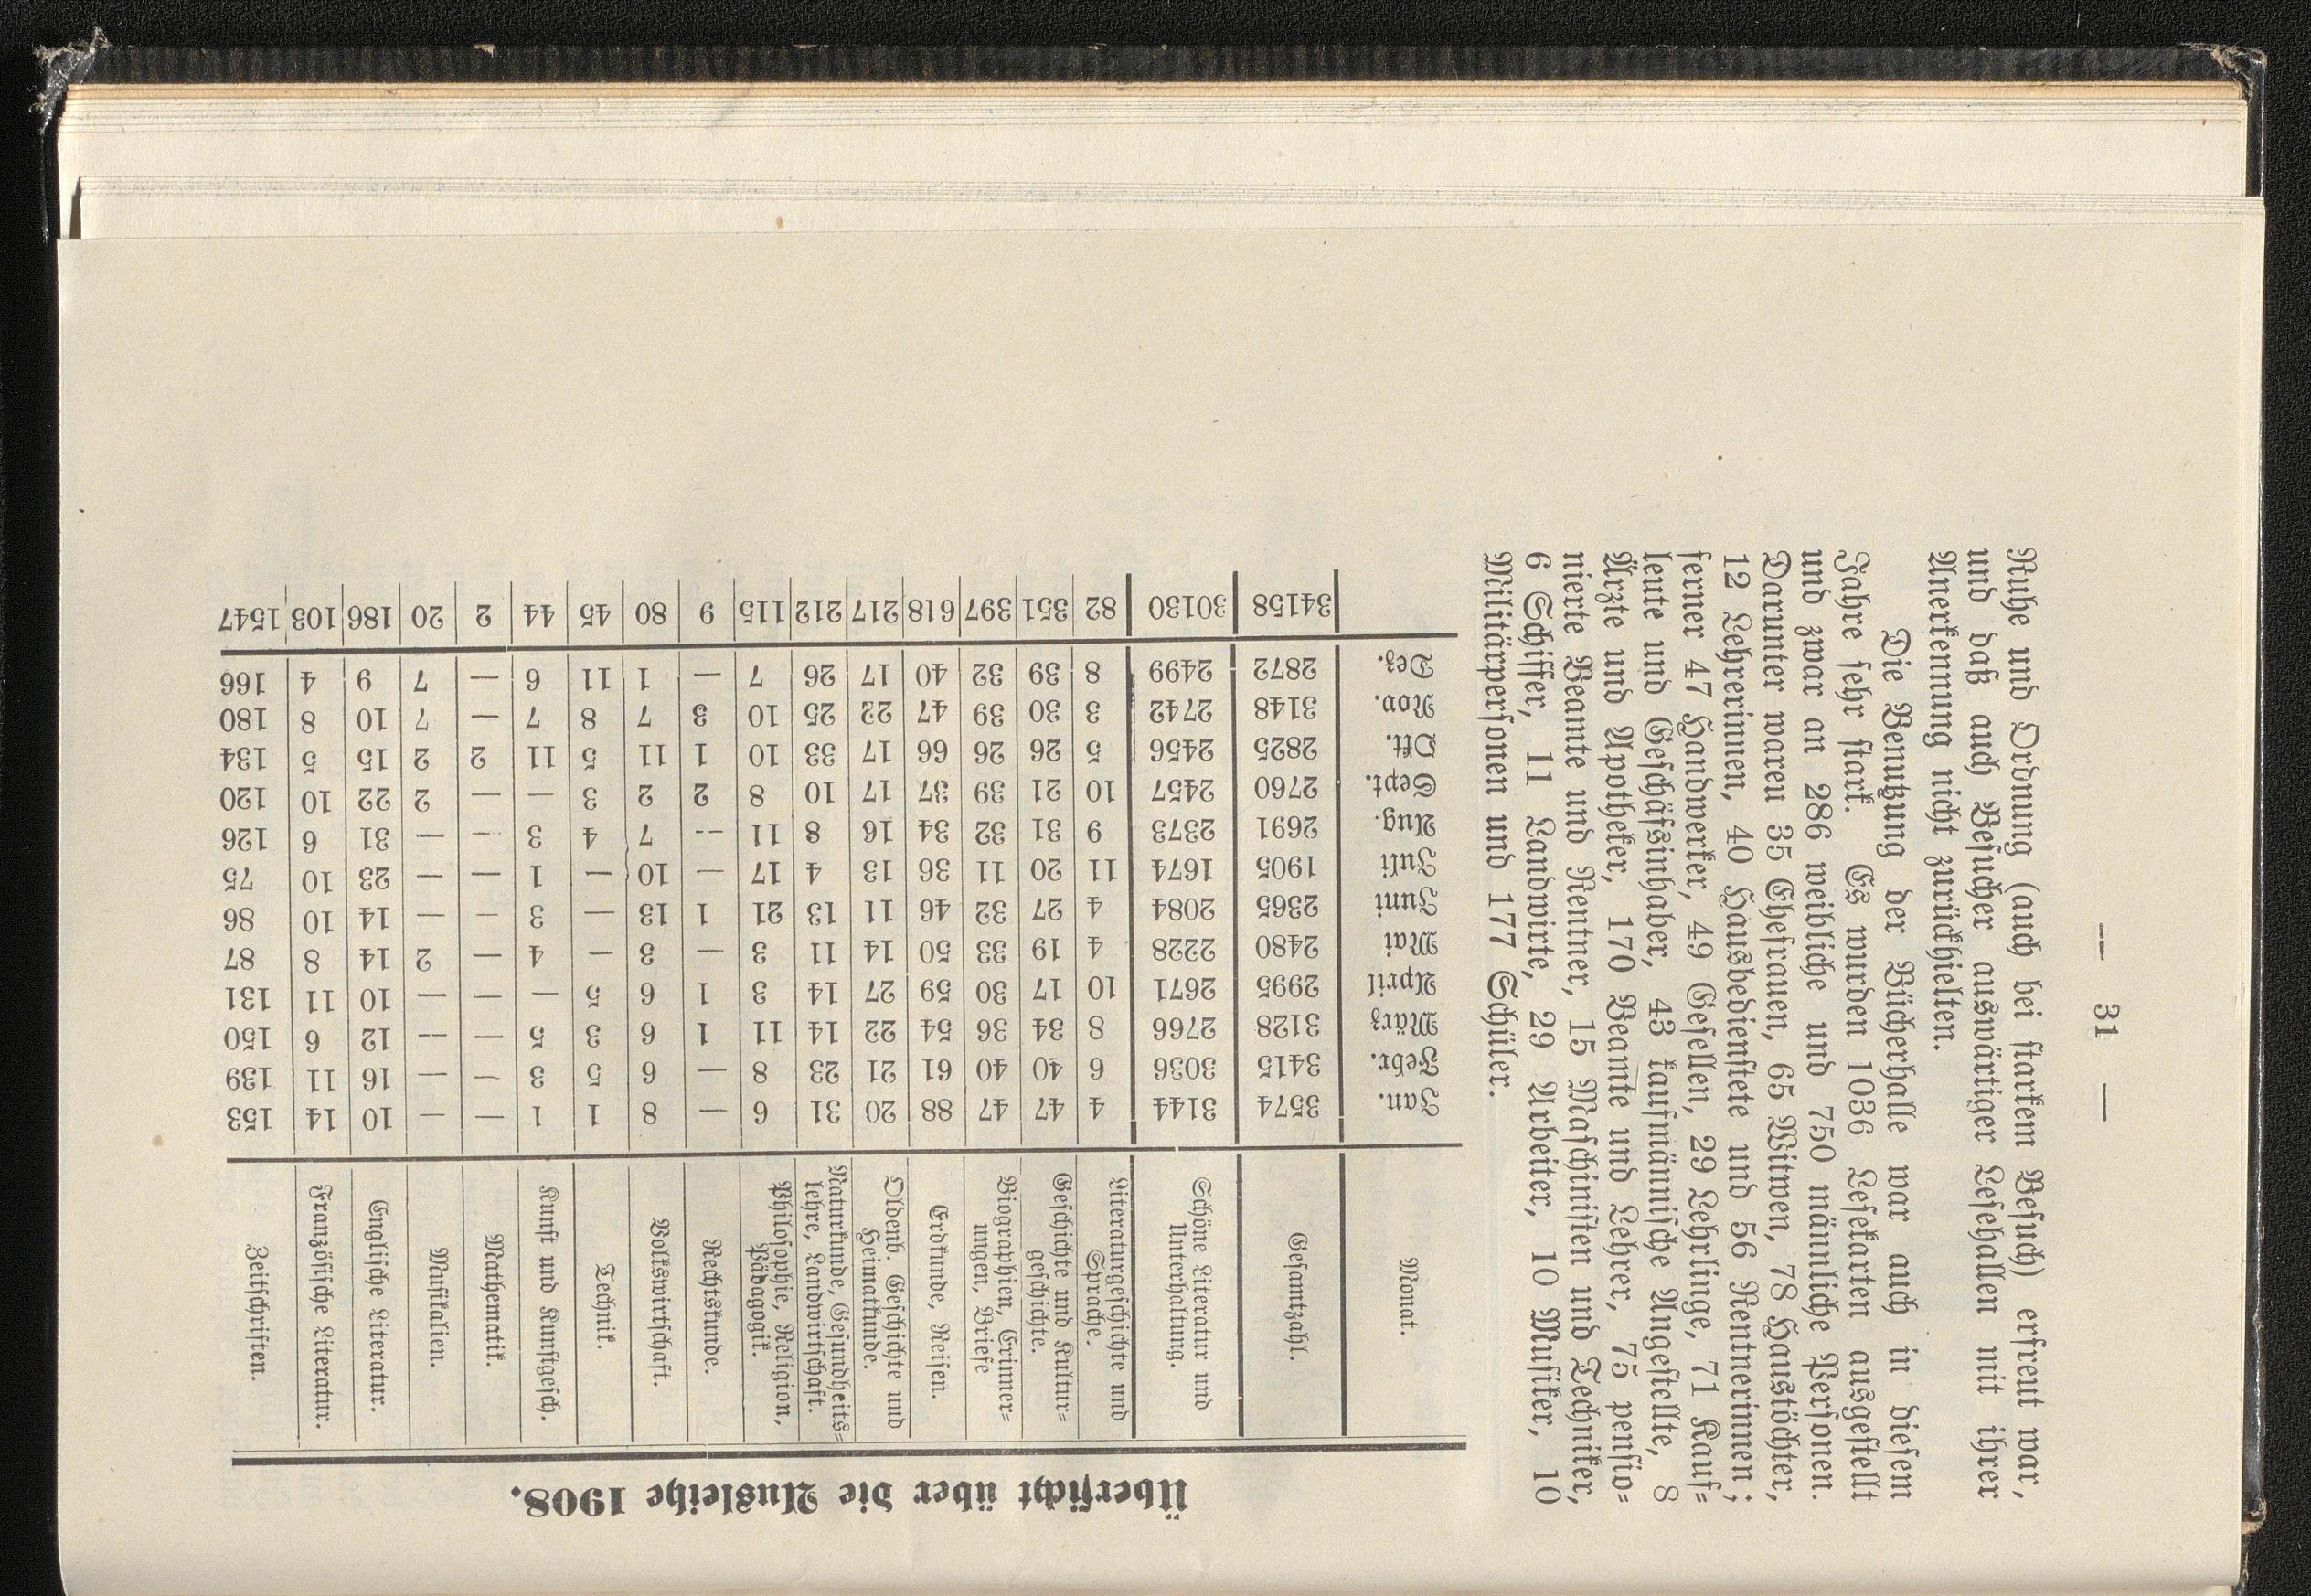 — 31 —
Ruhe und Ordnung (auch bei starkem Besuch) erfreut war,
und daß auch Besucher auswärtiger Lesehallen mit ihrer
Anerkennung nicht zurückhielten.
Die Benutzung der Bücherhalle war auch in diesem
Jahre sehr stark. Es wurden 1036 Lesekarten ausgestellt
und zwar an 286 weibliche und 750 männliche Personen.
Darunter waren 35 Ehefrauen, 65 Witwen, 78 Haustöchter,
12 Lehrerinnen, 40 Hausbedienstete und 56 Rentnerinnen;
ferner 47 Handwerker, 49 Gesellen, 29 Lehrlinge, 71 Kauf-
leute und Geschäfsinhaber, 43 kaufmännische Angestellte, 8
Ärzte und Apotheker, 170 Beamte und Lehrer, 75 pensio-
nierte Beamte und Rentner, 15 Maschinisten und Techniker,
6 Schiffer, 11 Landwirte, 29 Arbeiter, 10 Musiker, 10
Militärpersonen und 177 Schüler.
Übersicht über die Ausleihe 1908.
Monat.
Gesamtzahl.
Schöne Literatur und
Unterhaltung.
Literaturgeschichte und
Sprache.
Geschichte und Kultur-
geschichte.
Biographien, Erinner-
ungen, Briefe
Erdkunde, Reisen.
Oldenb. Geschichte und
Heimatkunde.
Naturkunde, Gesundheits-
lehre, Landwirtschaft.
Philosophie, Religion,
Pädagogik.
Rechtskunde.
Volkswirtschaft.
Technik.
Kunst und Kunstgesch.
Mathematik.
Musikalien.
Englische Literatur.
Französische Literatur.
Zeitschriften.
Jan. 3574 3144 4 47 47 88 20 31 6 — 8 1 1 — — 10 14 153
Febr. 3415 3036 6 40 40 61 21 23 8 — 6 5 3 — — 16 11 139
März 3128 2766 8 34 36 54 22 14 11 1 6 3 5 — — 12 6 150
April 2995 2671 10 17 30 59 27 14 3 1 6 5 — — — 10 11 131
Mai 2480 2228 4 19 33 50 14 11 3 — 3 — 4 — 2 14 8 87
Juni 2365 2084 4 27 32 46 11 13 21 1 13 — 3 — — 14 10 86
Juli 1905 1674 11 20 11 36 13 4 17 — 10 — 1 — — 23 10 75
Aug. 2691 2373 9 31 32 34 16 8 11 -- 7 4 3 — — 31 6 126
Sept. 2760 2457 10 21 39 37 17 10 8 2 2 3 — — 2 22 10 120
Okt. 2825 2456 5 26 26 66 17 33 10 1 11 5 11 2 2 15 5 134
Nov. 3148 2742 3 30 39 47 22 25 10 3 7 8 7 — 7 10 8 180
Dez. 2872 2499 8 39 32 40 17 26 7 — 1 11 6 — 7 9 4 166
34158 30130 82 351 397 618 217 212 115 9 80 45 44 2 20 186 103 1547